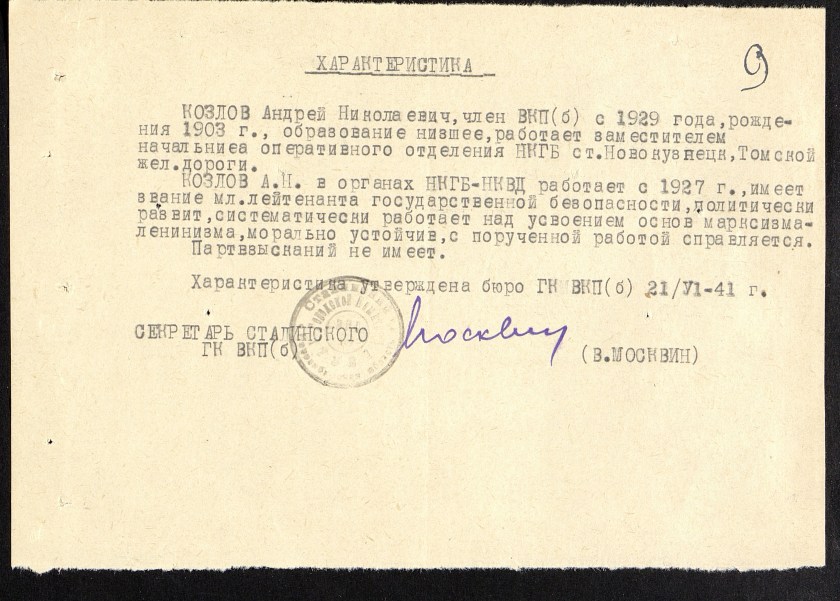 ХАРАКТЕРИСТИКА
9
КОЗЛОВ Андрей Николаевич,член ВКП(б) с 1929 года,рожде-
ния 1903 г., образование низшее,работает заместителем
начальниеа оперативного отделения НКГБ ст.Новокузнецк,Томской
жел.дороги.
КОЗЛОВ А.Н. в органах НКГБ-НКВД работает с 1927 г.,имеет
звание мл.лейтенанта государственной безопасности,политически
развит,систематически работает над усвоением основ марксизма-
ленинизма,морально устойчив,с порученной работой справляется.
Партвзысканий не имеет.
Характеристика утверждена бюро ГК ВКП(б) 21/VI-41 г.
СЕКРЕТАРЬ СТАЛИНСКОГО
ГК ВКП(б)
Москвин
(В.МОСКВИН)